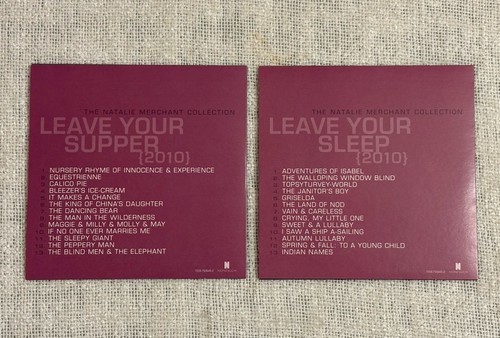 THE NATALIE MERCHANT COLLECTION
LEAVE YOUR
SUPPER
{2010}
NURSERY RHYME OF INNOCENCE & EXPERIENCE
EQUESTRIENNE
CALICO PIE
BLEEZER'S ICE-CREAM
IT MAKES A CHANGE
THE KING OF CHINA'S DAUGHTER
THE DANCING BEAR
THE MAN IN THE WILDERNESS
MAGGIE & MILLY & MOLLY & MAY
IF NO ONE EVER MARRIES ME
THE SLEEPY GIANT
THE PEPPERY MAN
THE BLIND MEN & THE ELEPHANT
N
THE NATALIE MERCHANT COLLECTION
LEAVE YOUR
SLEEP
{2010}
ADVENTURES OF ISABEL
THE WALLOPING WINDOW BLIND
TOPSYTURVEY-WORLD
THE JANITOR'S BOY
GRISELDA
THE LAND OF NOD
VAIN & CARELESS
CRYING, MY LITTLE ONE
SWEET & A LULLABY
I SAW A SHIP A-SAILING
AUTUMN LULLABY
SPRING & FALL: TO A YOUNG CHILD
INDIAN NAMES
N